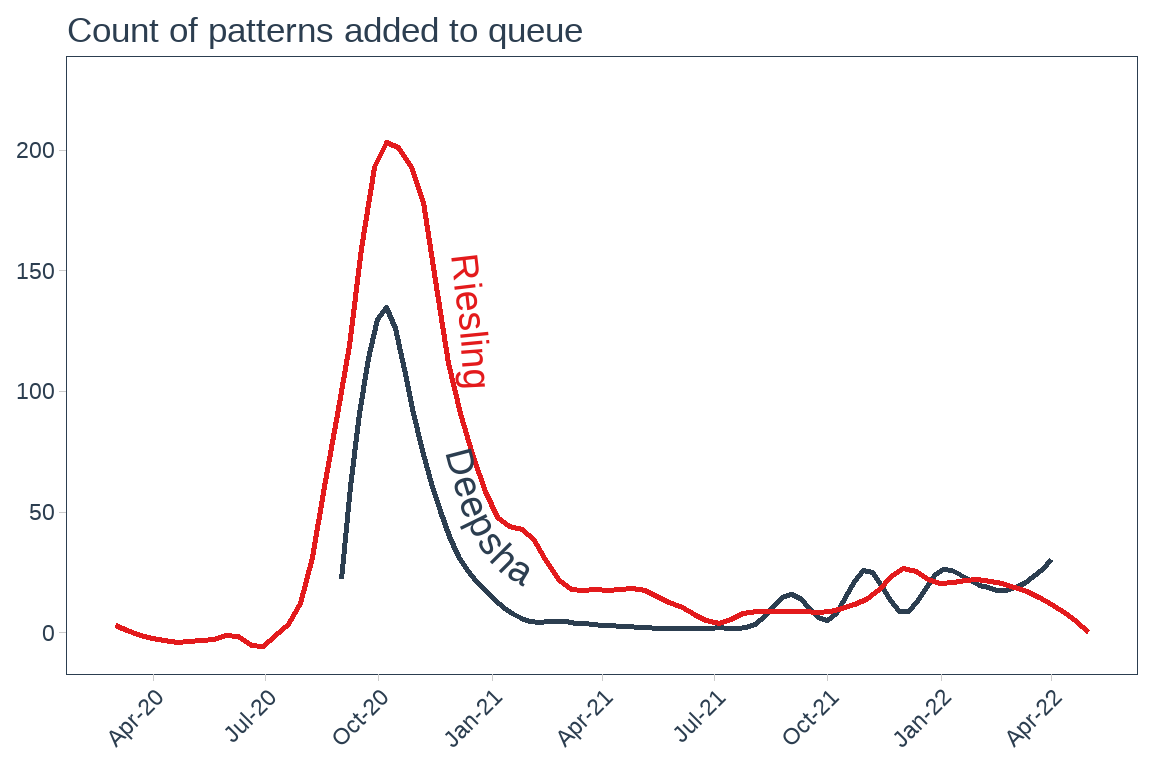 Count of patterns added to queue
200
150
100
50
0
Riesling
Deepsha
Apr-20
Jul-20
Oct-20
Jan-21
Apr-21
Jul-21
Oct-21
Jan-22
Apr-22